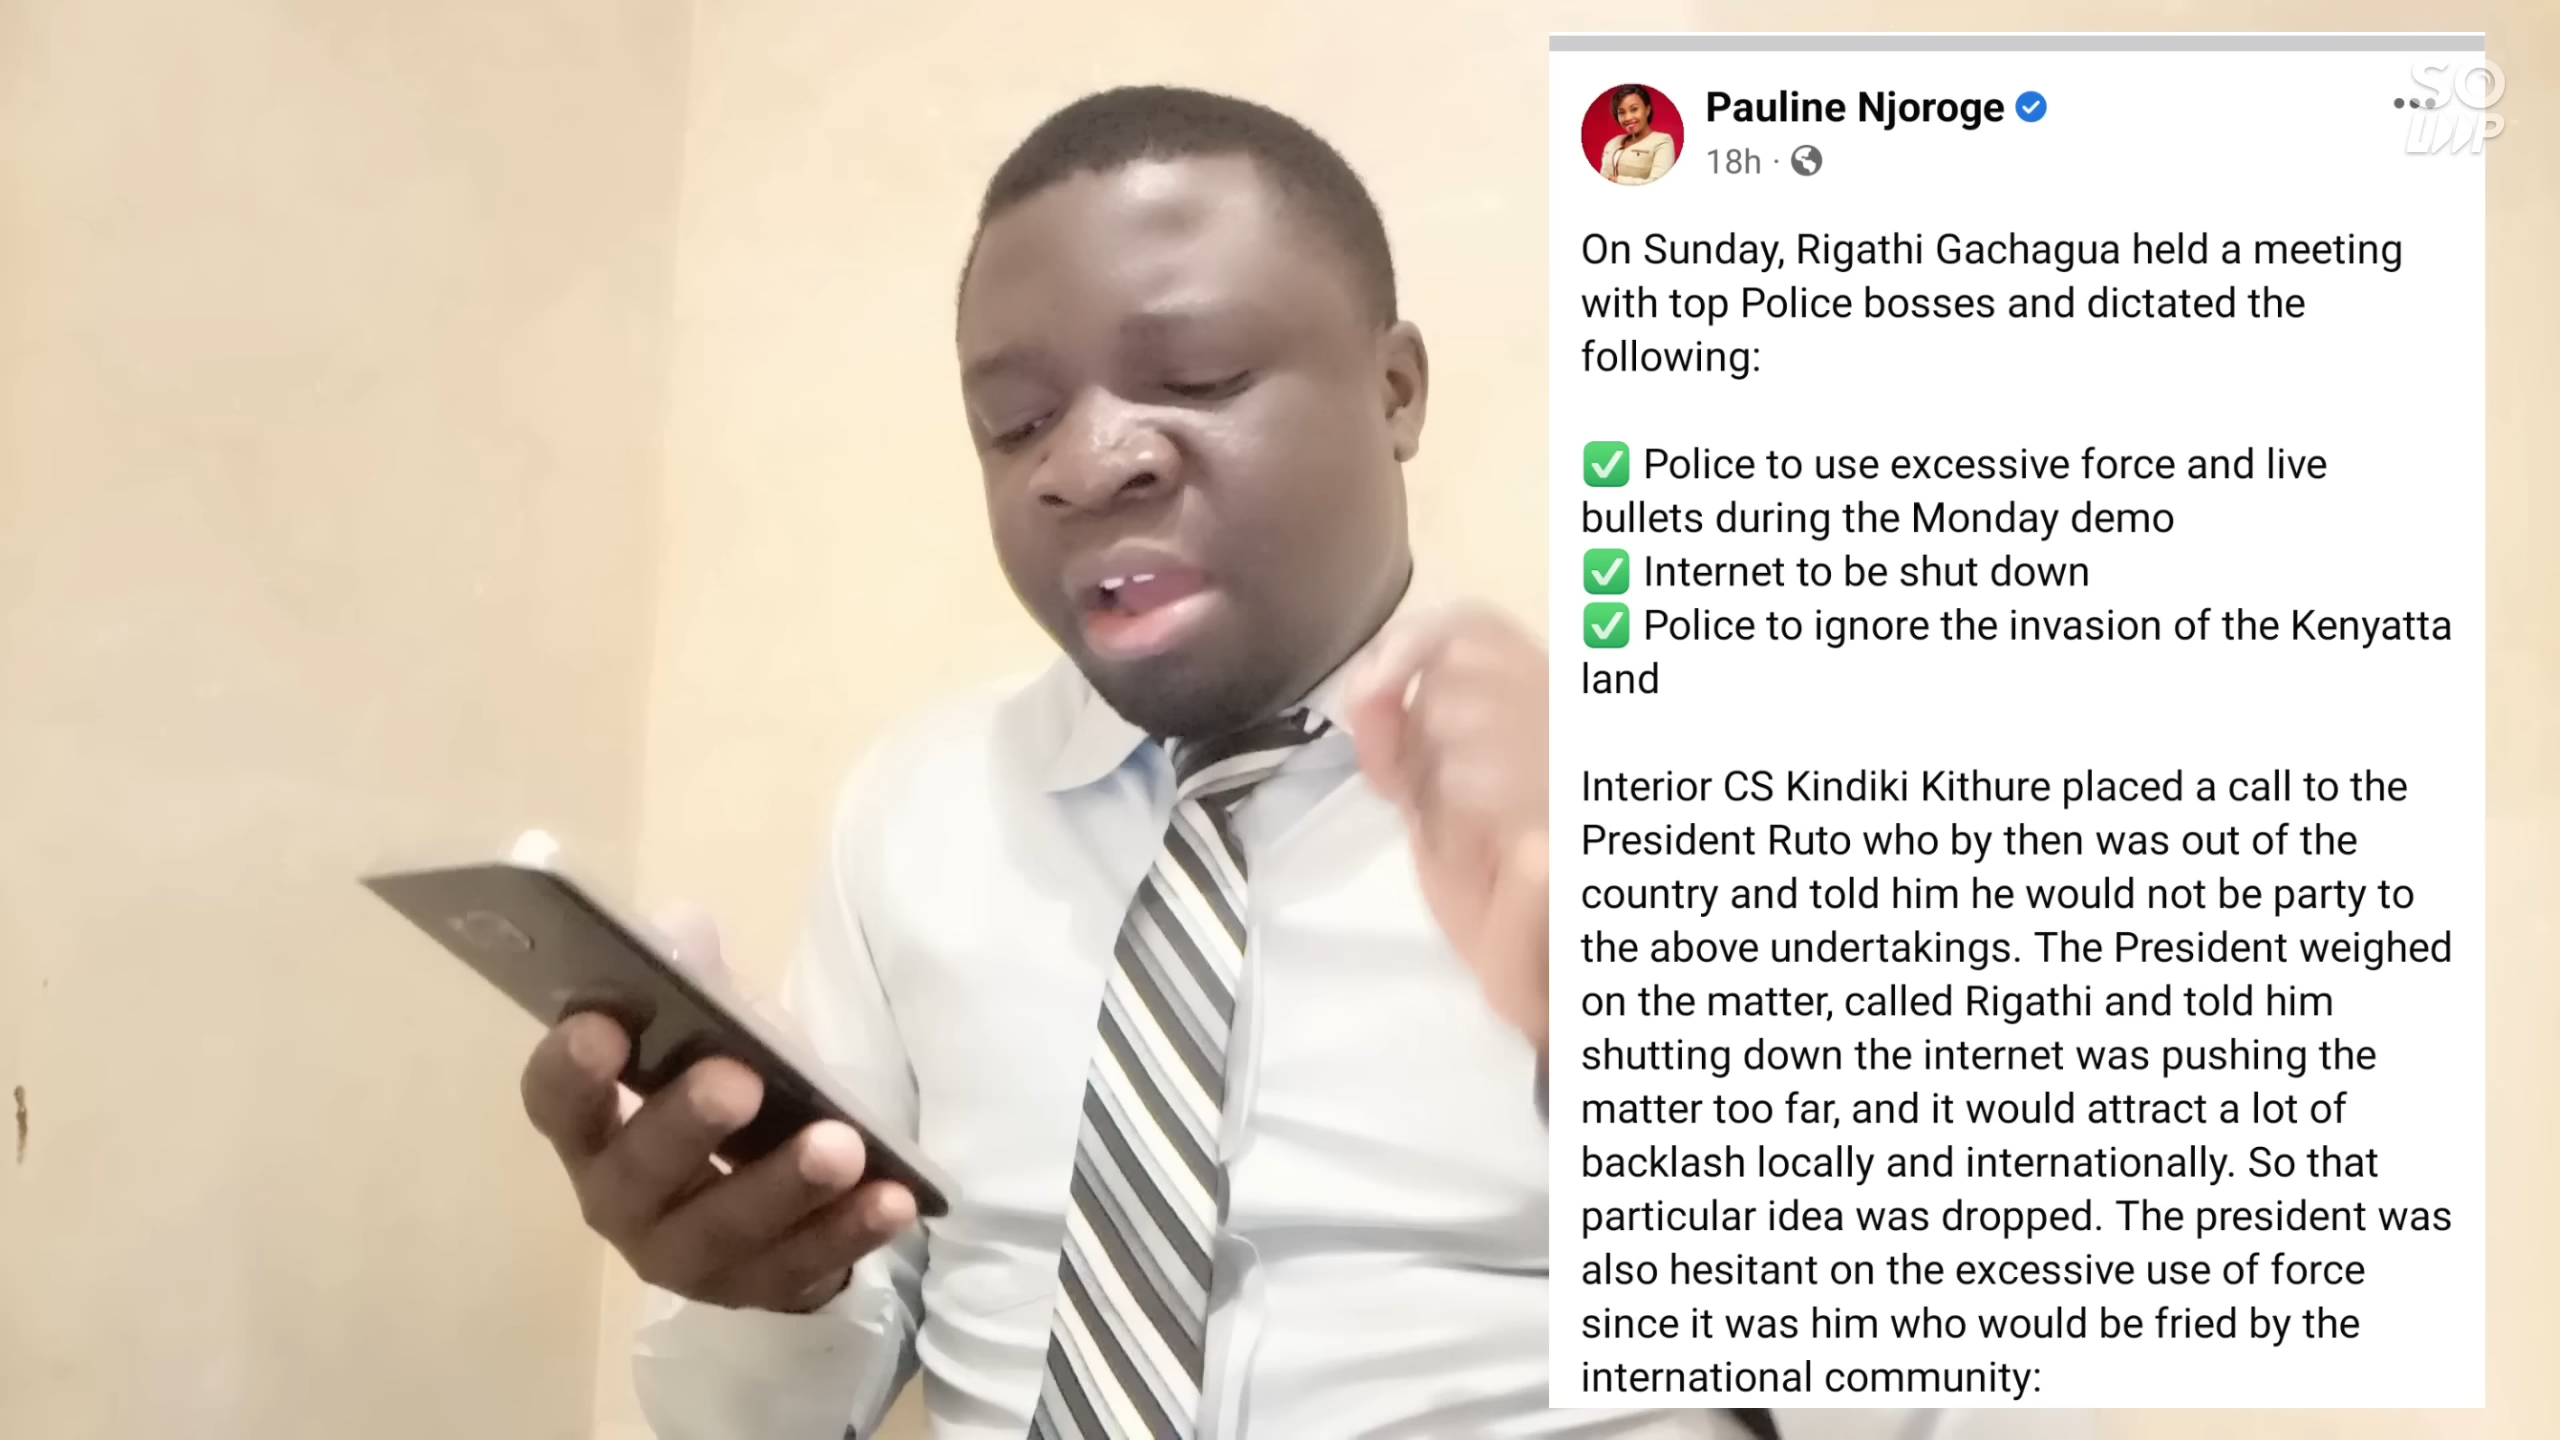 SO
LMP
Pauline Njoroge
18h ·
On Sunday, Rigathi Gachagua held a meeting
with top Police bosses and dictated the
following:
✅ Police to use excessive force and live
bullets during the Monday demo
✅ Internet to be shut down
✅ Police to ignore the invasion of the Kenyatta
land
Interior CS Kindiki Kithure placed a call to the
President Ruto who by then was out of the
country and told him he would not be party to
the above undertakings. The President weighed
on the matter, called Rigathi and told him
shutting down the internet was pushing the
matter too far, and it would attract a lot of
backlash locally and internationally. So that
particular idea was dropped. The president was
also hesitant on the excessive use of force
since it was him who would be fried by the
international community: